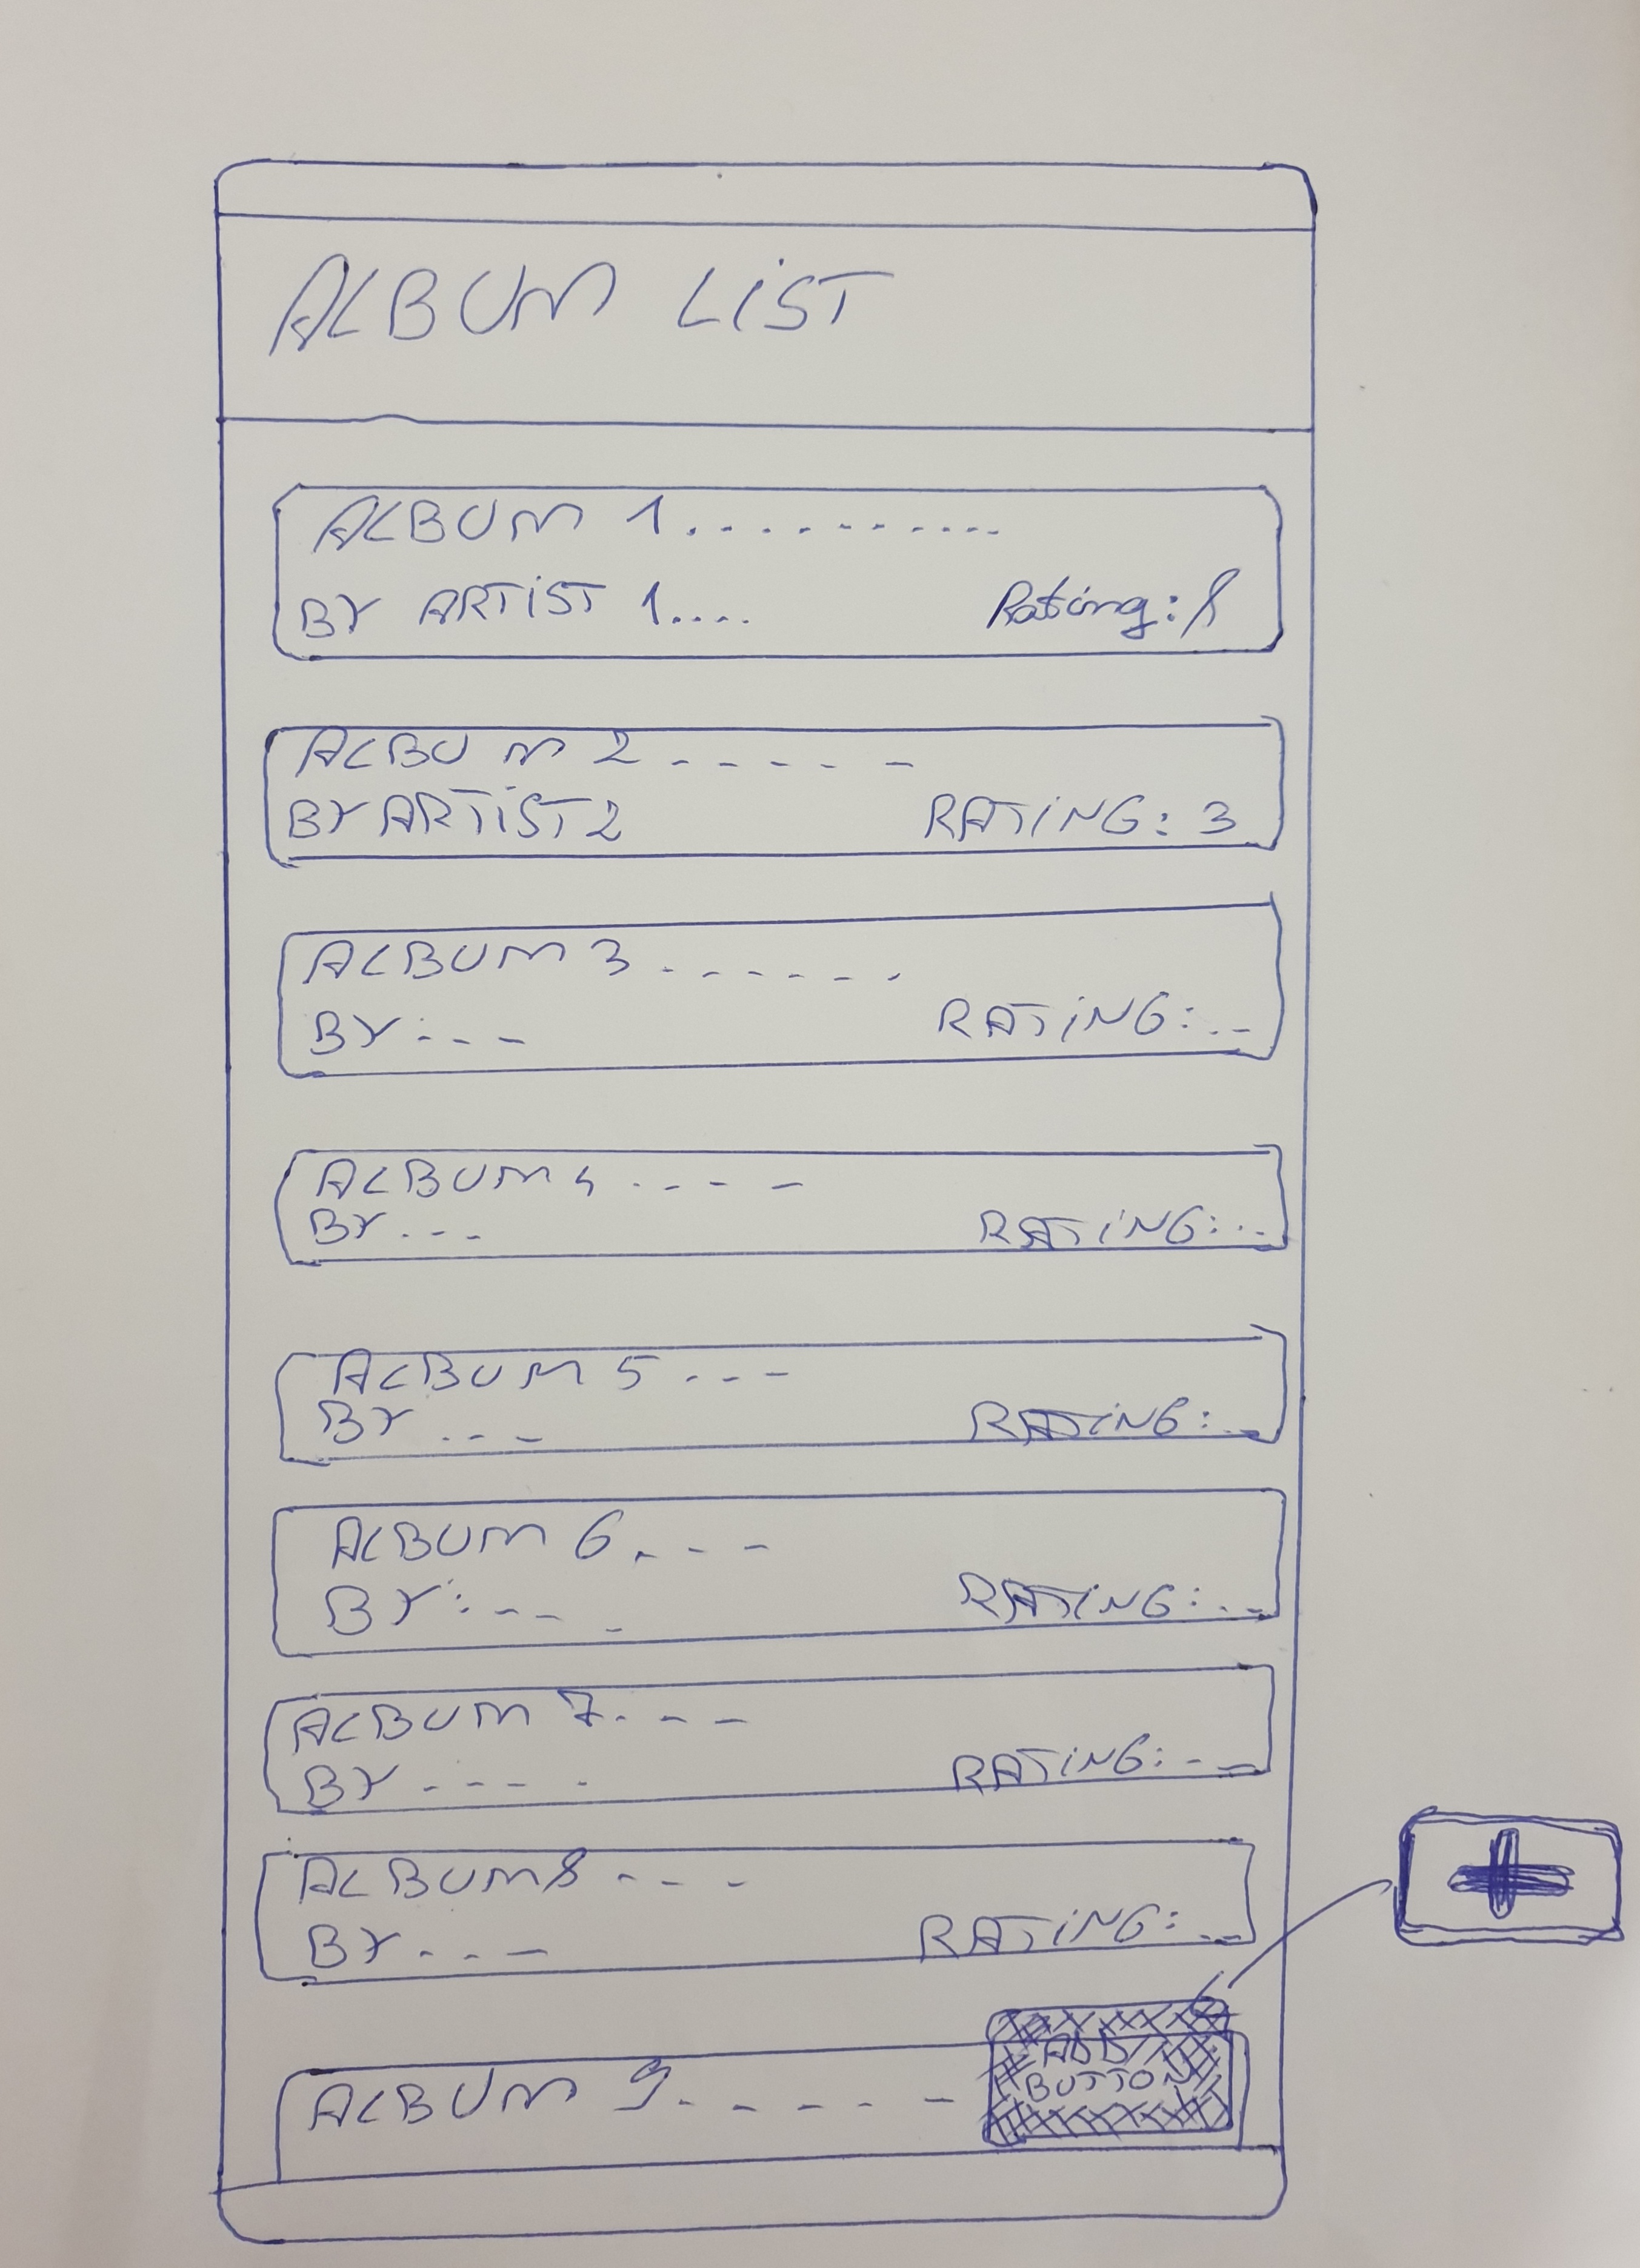 ALBUM LIST
ALBUM 1...........
BY ARTIST 1.... Rating: 8
ALBUM 2 - - - - - -
BY ARTIST 2 RATING: 3
ALBUM 3 . - - - - - .
BY: - - - RATING: . - -
ALBUM 4 . - - - -
BY . - - - RATING: . . -
ALBUM 5 - - - -
BY . - - - RATING: . -
ALBUM 6 . - - -
BY: - - - - RATING: . - -
ALBUM 7 . - - -
BY - - - - - RATING: - - -
ALBUM 8 - - - -
BY . - - - RATING: . -
ALBUM 9 . - - - - - -
ADD
BUTTON
+